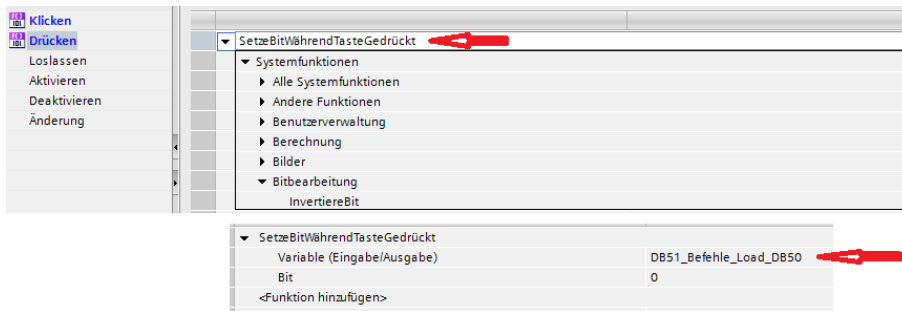 Klicken
Drücken
Loslassen
Aktivieren
Deaktivieren
Änderung
SetzeBitWährendTasteGedrückt
Systemfunktionen
Alle Systemfunktionen
Andere Funktionen
Benutzerverwaltung
Berechnung
Bilder
Bitbearbeitung
InvertiereBit
SetzeBitWährendTasteGedrückt
Variable (Eingabe/Ausgabe) DB51_Befehle_Load_DB50
Bit 0
<Funktion hinzufügen>